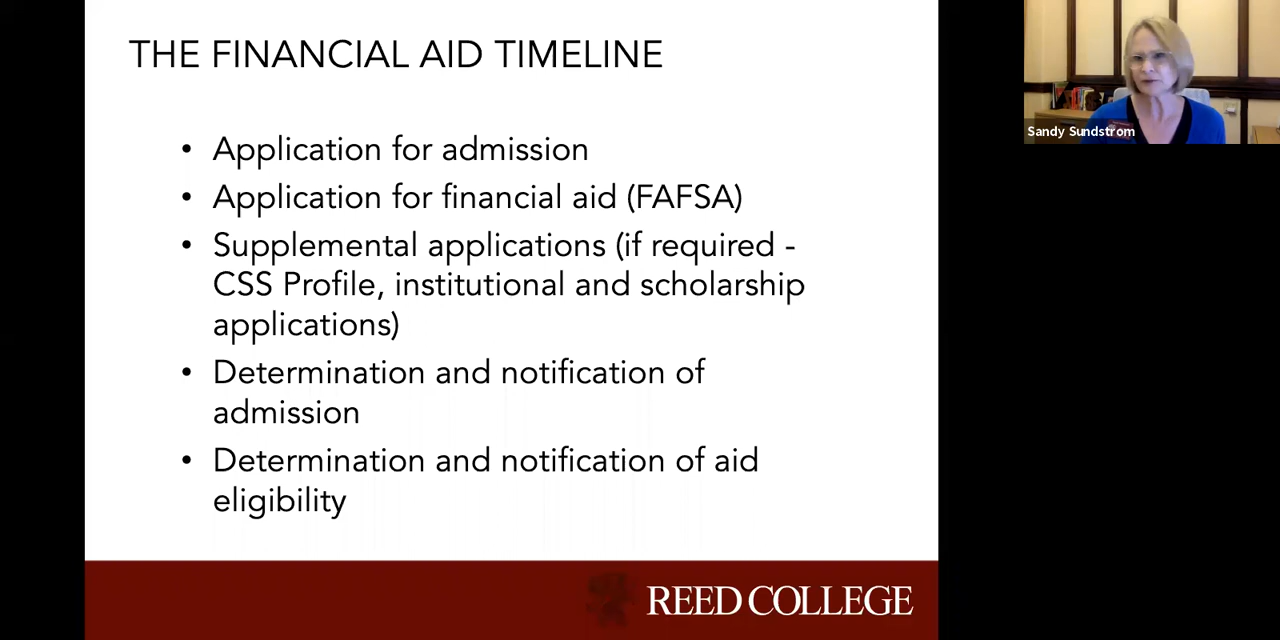 THE FINANCIAL AID TIMELINE
• Application for admission
• Application for financial aid (FAFSA)
• Supplemental applications (if required -
CSS Profile, institutional and scholarship
applications)
• Determination and notification of
admission
• Determination and notification of aid
eligibility
REED COLLEGE
Sandy Sundstrom